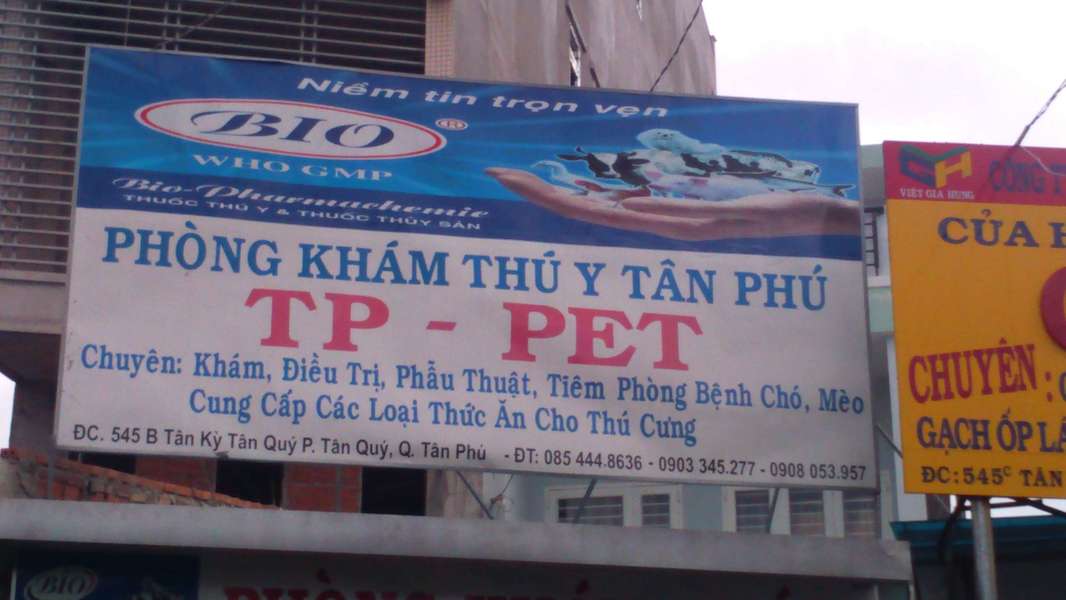 Niềm tin trọn vẹn
BIO ®
WHO GMP
Bio-Pharmachemie
THUỐC THÚ Y & THUỐC THỦY SẢN
PHÒNG KHÁM THÚ Y TÂN PHÚ
TP - PET
Chuyên: Khám, Điều Trị, Phẫu Thuật, Tiêm Phòng Bệnh Chó, Mèo
Cung Cấp Các Loại Thức Ăn Cho Thú Cưng
ĐC. 545 B Tân Kỳ Tân Quý P. Tân Quý, Q. Tân Phú - ĐT: 085 444.8636 - 0903 345.277 - 0908 053.957
VIỆT GIA HƯNG
CÔNG T
CỬA H
CHUYÊN :
GẠCH ỐP LÁ
ĐC: 545C TÂN
BIO
PHÒNG